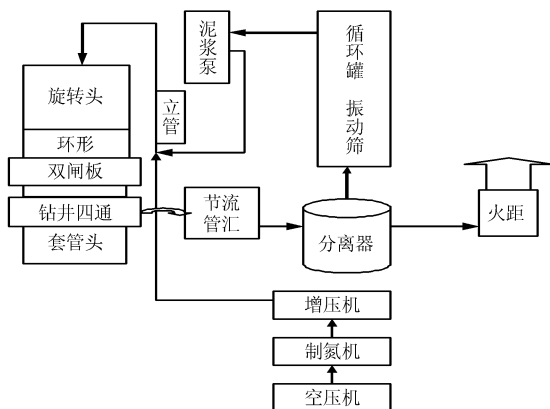 泥浆泵
循环罐 振动筛
旋转头
立管
环形
双闸板
钻井四通
套管头
节流
管汇
分离器
火距
增压机
制氮机
空压机